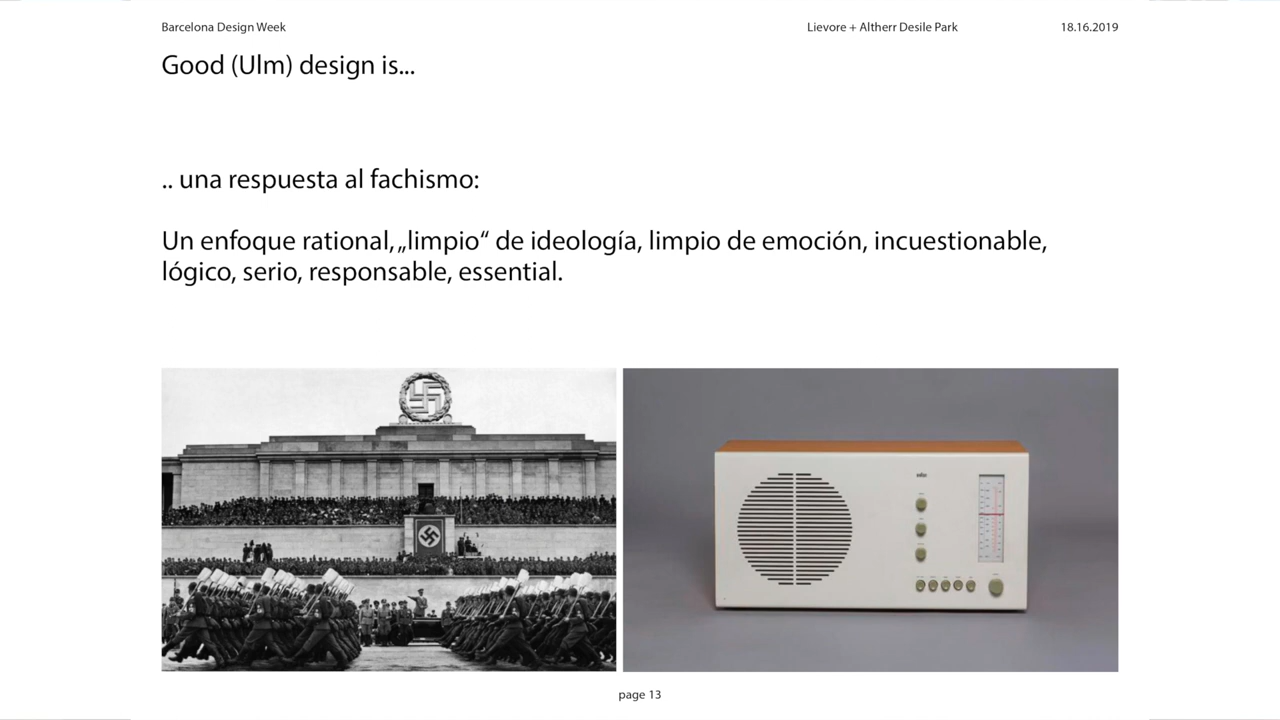 Barcelona Design Week
Lievore + Altherr Desile Park
18.16.2019
Good (Ulm) design is...
.. una respuesta al fachismo:
Un enfoque rational, „limpio“ de ideología, limpio de emoción, incuestionable,
lógico, serio, responsable, essential.
page 13